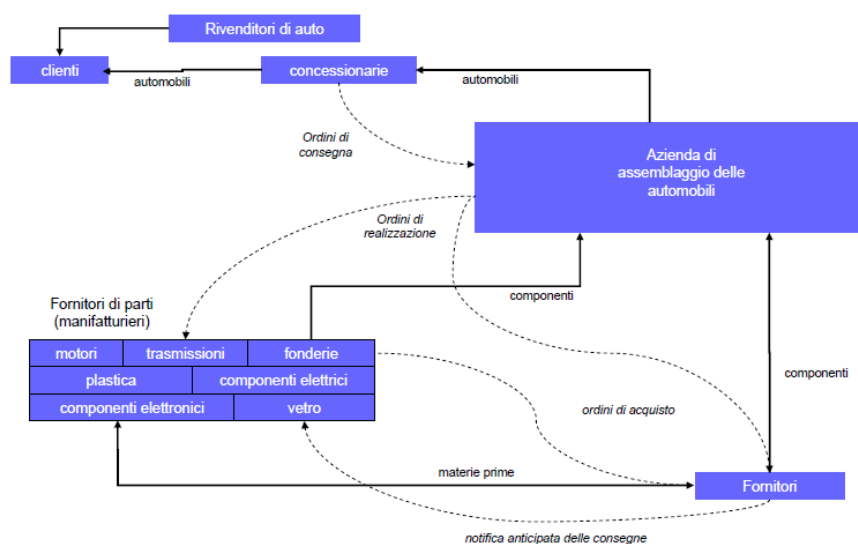 Rivenditori di auto
clienti
concessionarie
automobili
automobili
Ordini di
consegna
Azienda di
assemblaggio delle
automobili
Ordini di
realizzazione
componenti
Fornitori di parti
(manifatturieri)
motori
trasmissioni
fonderie
plastica
componenti elettrici
componenti elettronici
vetro
componenti
ordini di acquisto
materie prime
Fornitori
notifica anticipata delle consegne